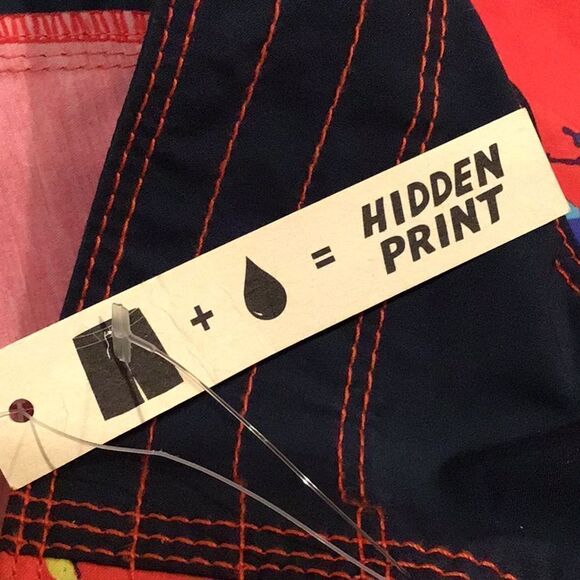 + = HIDDEN
PRINT